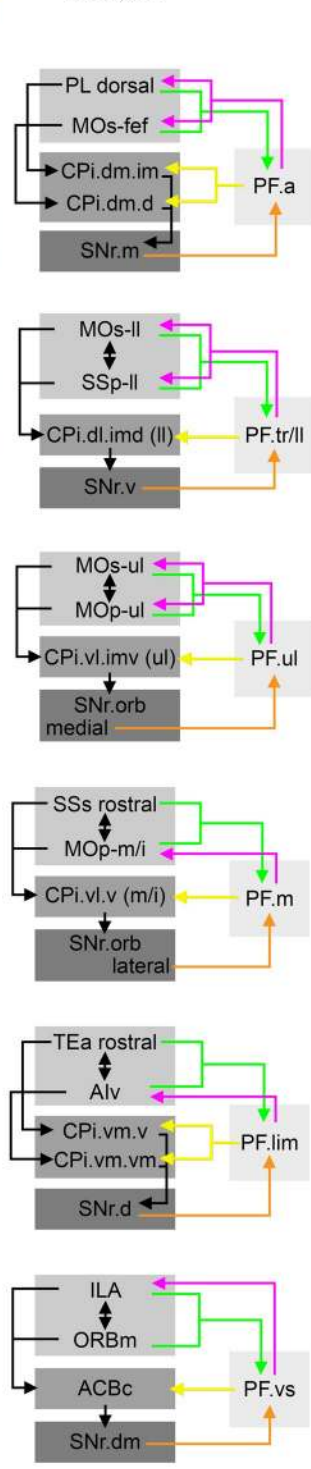 PL dorsal
MOs-fef
CPi.dm.im
CPi.dm.d
PF.a
SNr.m
MOs-ll
SSp-ll
CPi.dl.imd (ll)
PF.tr/ll
SNr.v
MOs-ul
MOp-ul
CPi.vl.imv (ul)
PF.ul
SNr.orb
medial
SSs rostral
MOp-m/i
CPi.vl.v (m/i)
PF.m
SNr.orb
lateral
TEa rostral
AIv
CPi.vm.v
CPi.vm.vm
PF.lim
SNr.d
ILA
ORBm
ACBc
PF.vs
SNr.dm